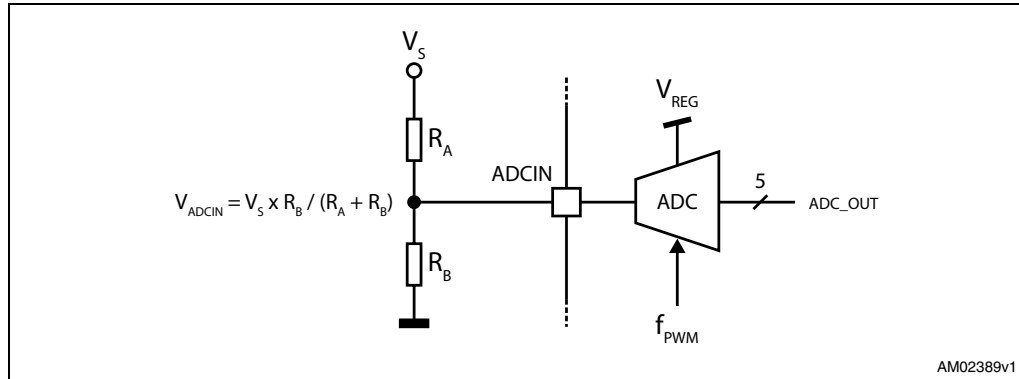 V_S
R_A
V_REG
ADCIN
ADC
5
ADC_OUT
V_ADCIN = V_S x R_B / (R_A + R_B)
R_B
f_PWM
AM02389v1